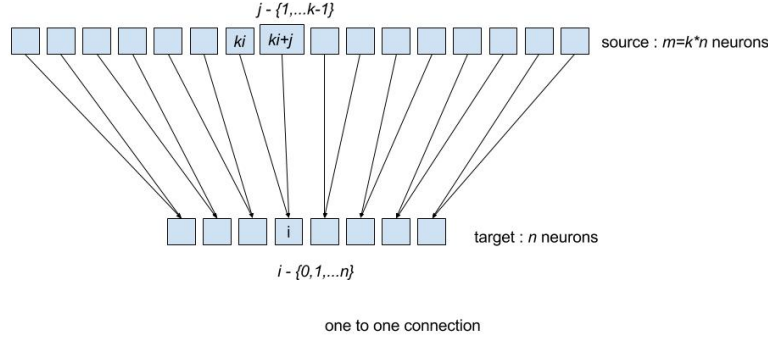 j - {1,...k-1}
ki
ki+j
source : m=k*n neurons
i
target : n neurons
i - {0,1,...n}
one to one connection